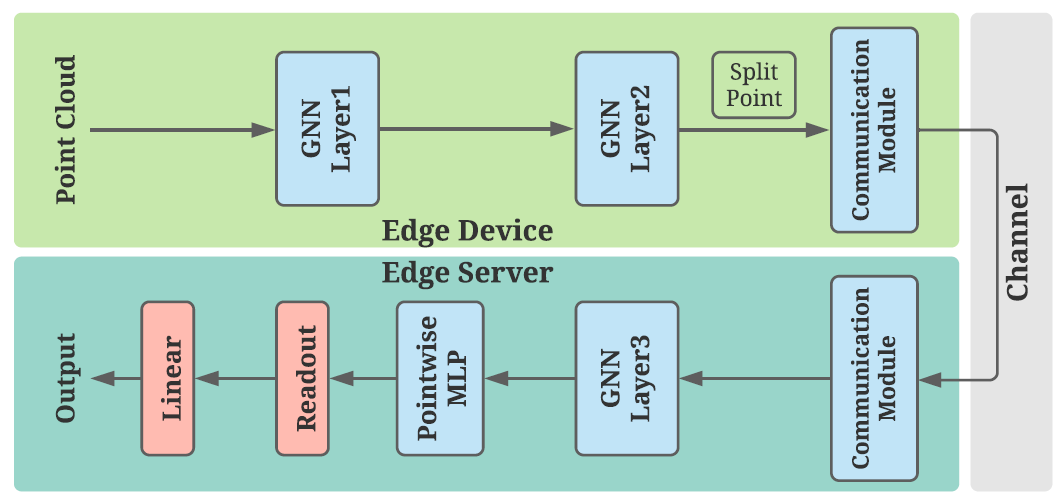 Point Cloud
GNN
Layer1
GNN
Layer2
Split
Point
Communication
Module
Edge Device
Channel
Edge Server
Communication
Module
GNN
Layer3
Pointwise
MLP
Readout
Linear
Output